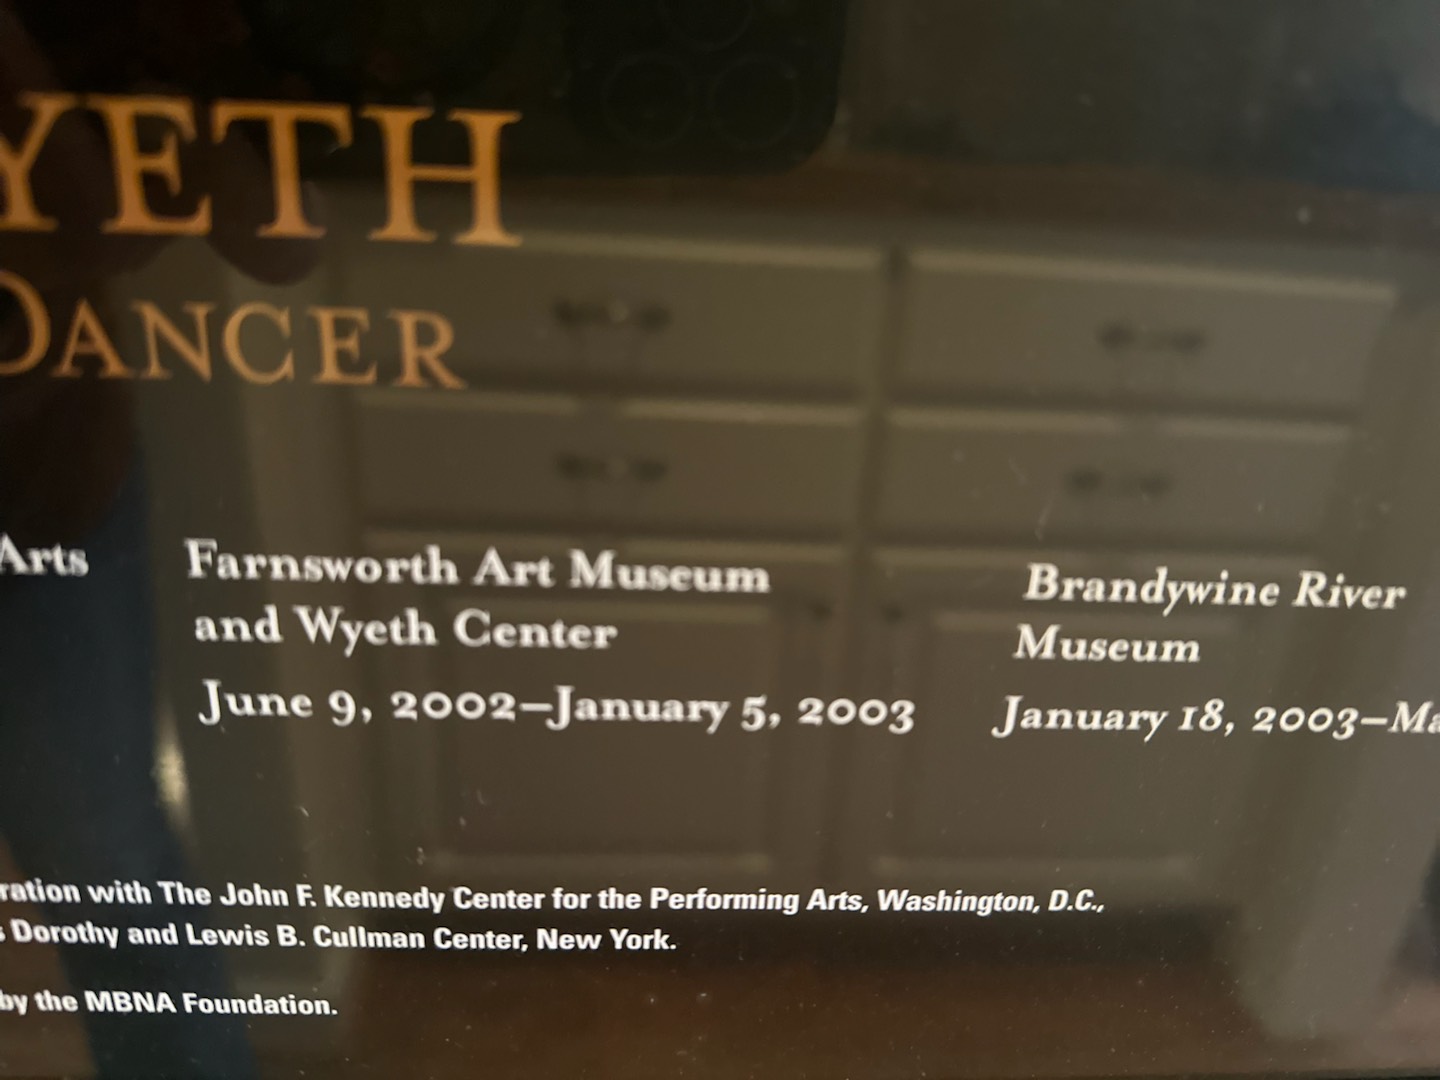 YETH
DANCER
Arts
Farnsworth Art Museum
and Wyeth Center
June 9, 2002–January 5, 2003
Brandywine River
Museum
January 18, 2003–Ma
ration with The John F. Kennedy Center for the Performing Arts, Washington, D.C.,
s Dorothy and Lewis B. Cullman Center, New York.
by the MBNA Foundation.